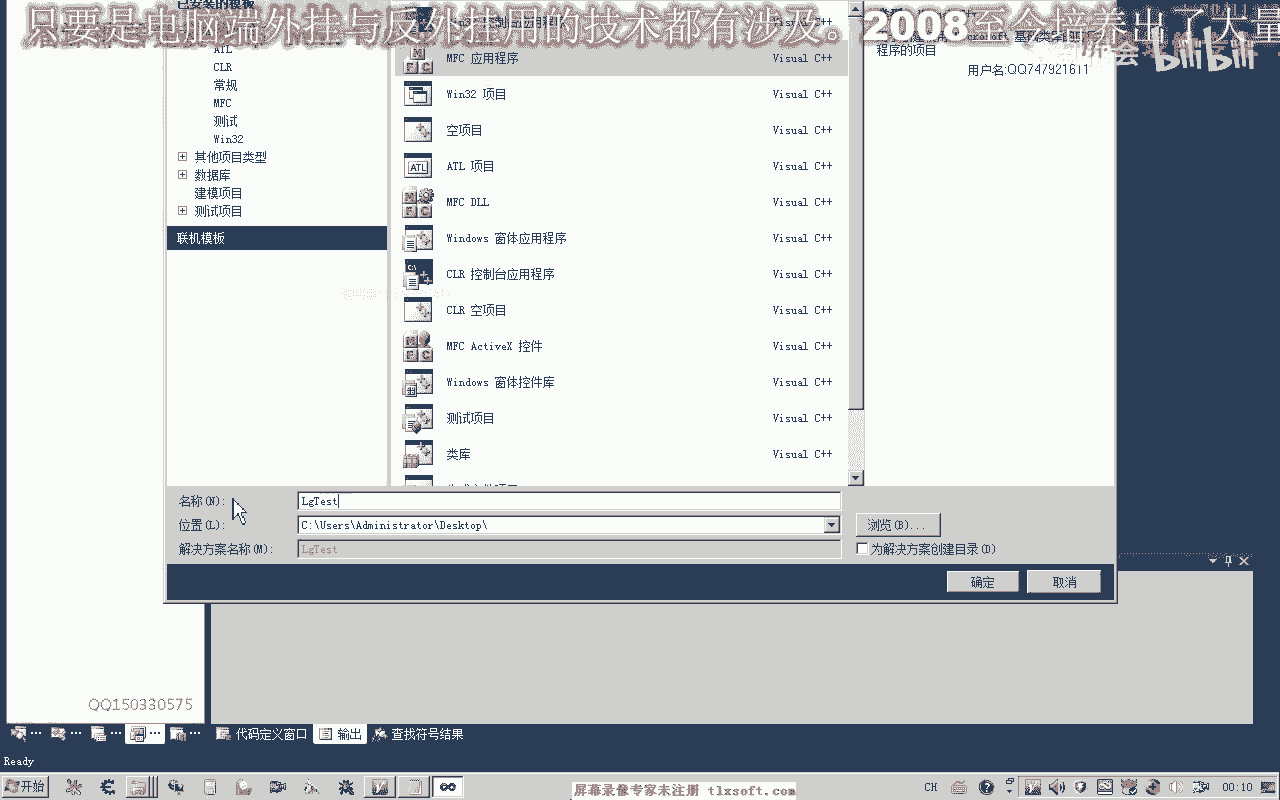 只要是电脑端外挂与反外挂用的技术都有涉及。2008至今培养出了大量
已安装的模板
ATL
CLR
常规
MFC
测试
Win32
其他项目类型
数据库
建模项目
测试项目
联机模板
Visual C++
MFC 应用程序 Visual C++
Win32 项目 Visual C++
空项目 Visual C++
ATL 项目 Visual C++
MFC DLL Visual C++
Windows 窗体应用程序 Visual C++
CLR 控制台应用程序 Visual C++
CLR 空项目 Visual C++
MFC ActiveX 控件 Visual C++
Windows 窗体控件库 Visual C++
测试项目 Visual C++
类库 Visual C++
程序的项目
bilibili
用户名:QQ747921611
名称(N): LgTest
位置(L): C:\Users\Administrator\Desktop\ 浏览(B)...
解决方案名称(M): LgTest 为解决方案创建目录(D)
确定 取消
QQ150330575
代码定义窗口 输出 查找符号结果
Ready
开始 屏幕录像专家未注册 tlxsoft.com CH 00:10